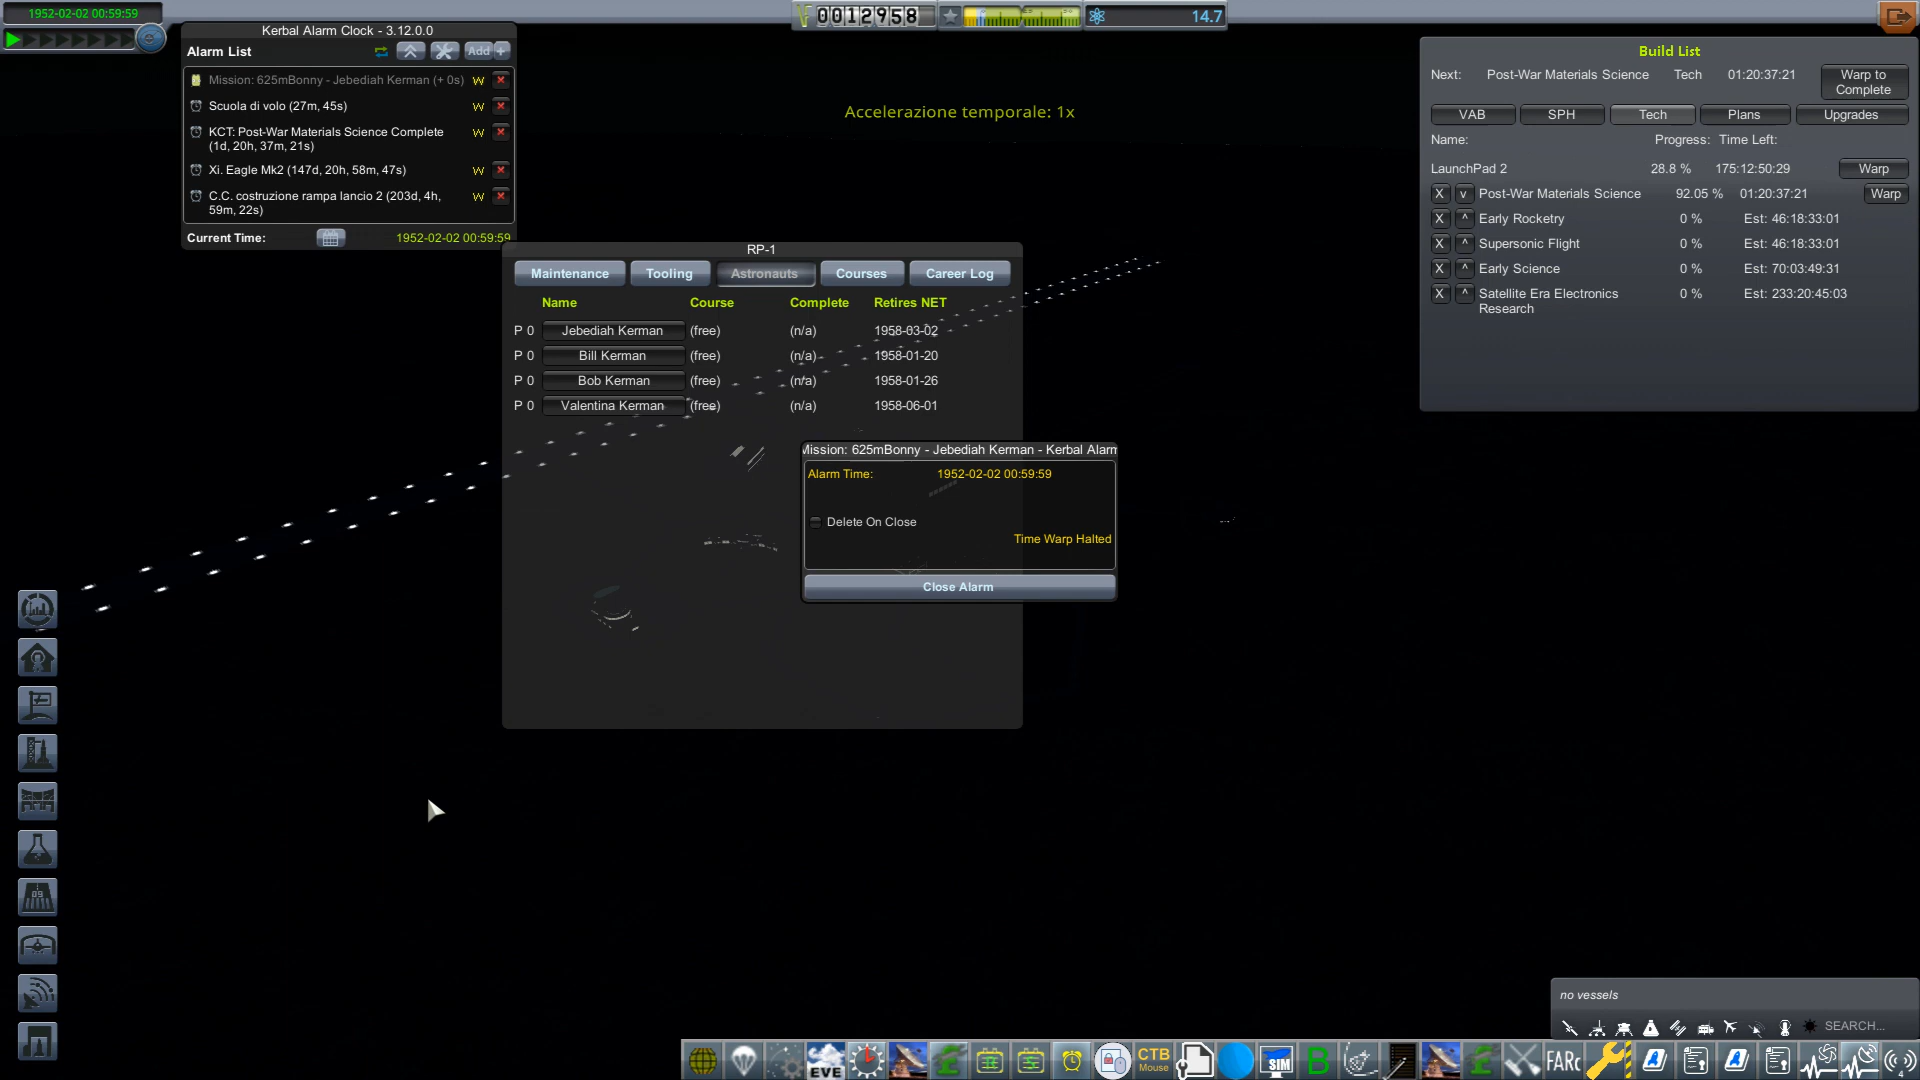 1952-02-02 00:59:59
Kerbal Alarm Clock - 3.12.0.0
Alarm List
Add
Mission: 625mBonny - Jebediah Kerman (+ 0s)
W
Scuola di volo (27m, 45s)
W
KCT: Post-War Materials Science Complete
(1d, 20h, 37m, 21s)
W
Xi. Eagle Mk2 (147d, 20h, 58m, 47s)
W
C.C. costruzione rampa lancio 2 (203d, 4h,
59m, 22s)
W
Current Time: 1952-02-02 00:59:59
0012958
14.7
Accelerazione temporale: 1x
Build List
Next: Post-War Materials Science Tech 01:20:37:21
Warp to
Complete
VAB SPH Tech Plans Upgrades
Name: Progress: Time Left:
LaunchPad 2 28.8 % 175:12:50:29 Warp
X v Post-War Materials Science 92.05 % 01:20:37:21 Warp
X ^ Early Rocketry 0 % Est: 46:18:33:01
X ^ Supersonic Flight 0 % Est: 46:18:33:01
X ^ Early Science 0 % Est: 70:03:49:31
X ^ Satellite Era Electronics
Research 0 % Est: 233:20:45:03
RP-1
Maintenance Tooling Astronauts Courses Career Log
Name Course Complete Retires NET
P 0 Jebediah Kerman (free) (n/a) 1958-03-02
P 0 Bill Kerman (free) (n/a) 1958-01-20
P 0 Bob Kerman (free) (n/a) 1958-01-26
P 0 Valentina Kerman (free) (n/a) 1958-06-01
Mission: 625mBonny - Jebediah Kerman - Kerbal Alarm
Alarm Time: 1952-02-02 00:59:59
Delete On Close
Time Warp Halted
Close Alarm
09
no vessels
SEARCH...
EVE
CTB
Mouse
SIM
B
FARc
4